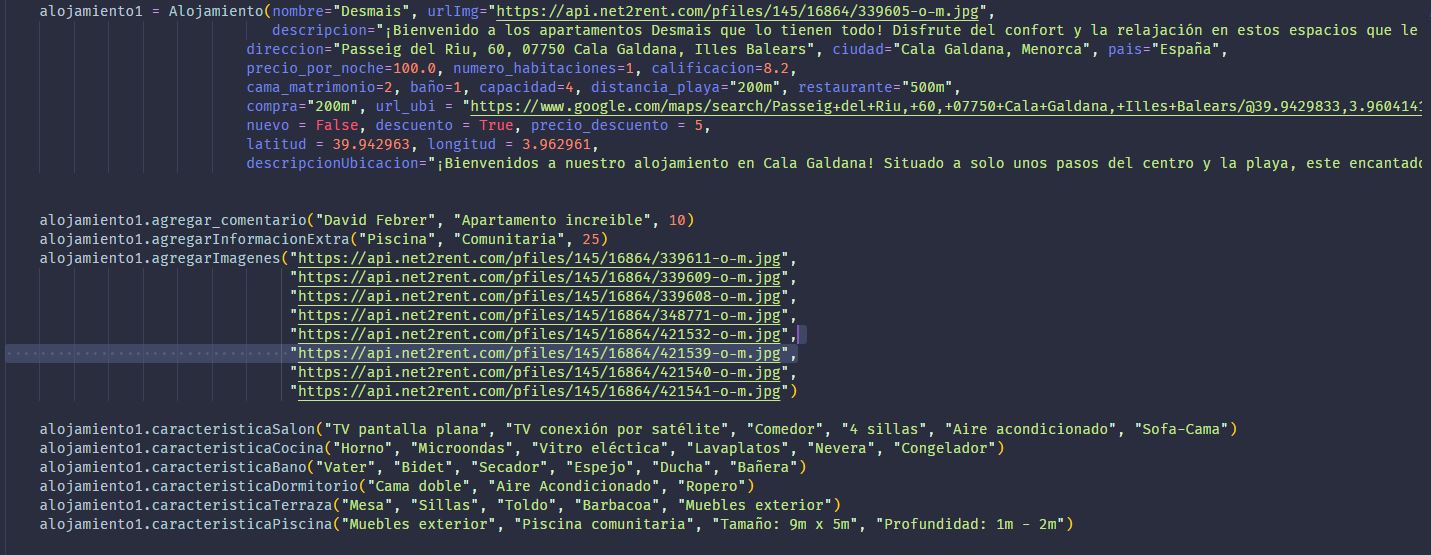 alojamiento1 = Alojamiento(nombre="Desmais", urlImg="https://api.net2rent.com/pfiles/145/16864/339605-o-m.jpg",
descripcion="¡Bienvenido a los apartamentos Desmais que lo tienen todo! Disfrute del confort y la relajación en estos espacios que le
direccion="Passeig del Riu, 60, 07750 Cala Galdana, Illes Balears", ciudad="Cala Galdana, Menorca", pais="España",
precio_por_noche=100.0, numero_habitaciones=1, calificacion=8.2,
cama_matrimonio=2, baño=1, capacidad=4, distancia_playa="200m", restaurante="500m",
compra="200m", url_ubi = "https://www.google.com/maps/search/Passeig+del+Riu,+60,+07750+Cala+Galdana,+Illes+Balears/@39.9429833,3.9604141
nuevo = False, descuento = True, precio_descuento = 5,
latitud = 39.942963, longitud = 3.962961,
descripcionUbicacion="¡Bienvenidos a nuestro alojamiento en Cala Galdana! Situado a solo unos pasos del centro y la playa, este encantado
alojamiento1.agregar_comentario("David Febrer", "Apartamento increible", 10)
alojamiento1.agregarInformacionExtra("Piscina", "Comunitaria", 25)
alojamiento1.agregarImagenes("https://api.net2rent.com/pfiles/145/16864/339611-o-m.jpg",
"https://api.net2rent.com/pfiles/145/16864/339609-o-m.jpg",
"https://api.net2rent.com/pfiles/145/16864/339608-o-m.jpg",
"https://api.net2rent.com/pfiles/145/16864/348771-o-m.jpg",
"https://api.net2rent.com/pfiles/145/16864/421532-o-m.jpg",
"https://api.net2rent.com/pfiles/145/16864/421539-o-m.jpg",
"https://api.net2rent.com/pfiles/145/16864/421540-o-m.jpg",
"https://api.net2rent.com/pfiles/145/16864/421541-o-m.jpg")
alojamiento1.caracteristicaSalon("TV pantalla plana", "TV conexión por satélite", "Comedor", "4 sillas", "Aire acondicionado", "Sofa-Cama")
alojamiento1.caracteristicaCocina("Horno", "Microondas", "Vitro eléctica", "Lavaplatos", "Nevera", "Congelador")
alojamiento1.caracteristicaBano("Vater", "Bidet", "Secador", "Espejo", "Ducha", "Bañera")
alojamiento1.caracteristicaDormitorio("Cama doble", "Aire Acondicionado", "Ropero")
alojamiento1.caracteristicaTerraza("Mesa", "Sillas", "Toldo", "Barbacoa", "Muebles exterior")
alojamiento1.caracteristicaPiscina("Muebles exterior", "Piscina comunitaria", "Tamaño: 9m x 5m", "Profundidad: 1m - 2m")